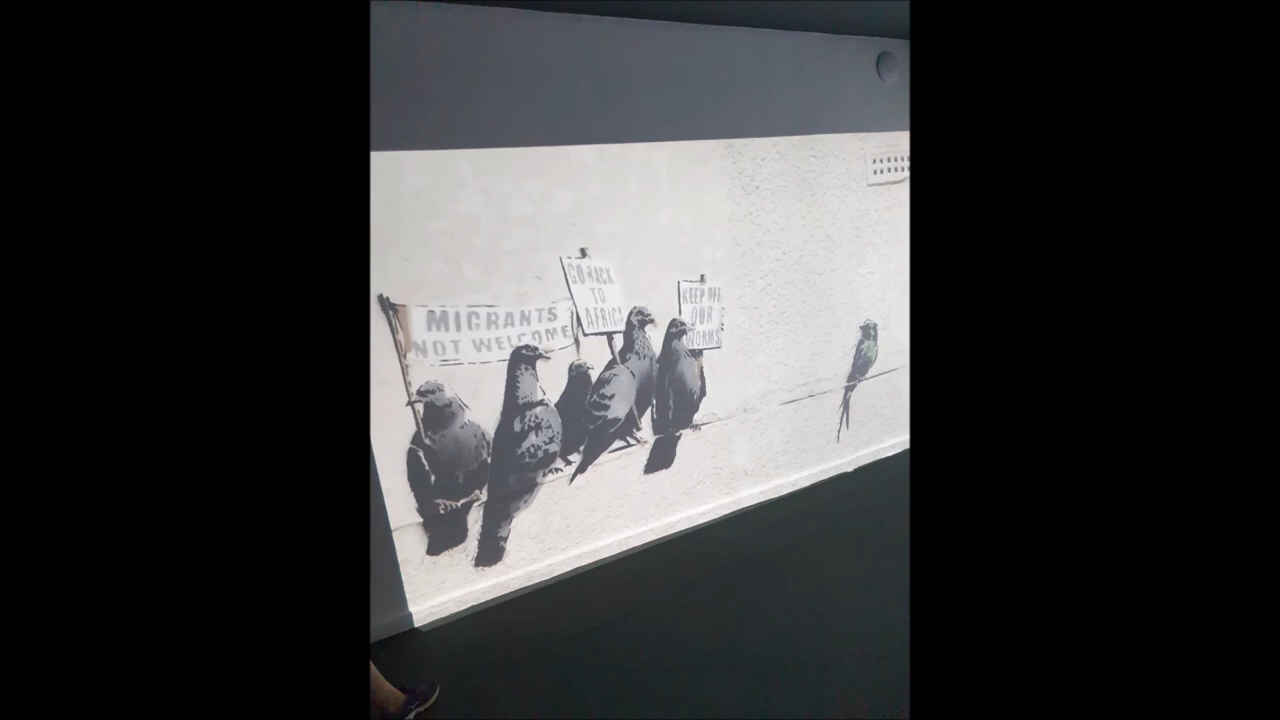 MIGRANTS
NOT WELCOME
GO BACK
TO
AFRICA
KEEP OFF
OUR
WORMS